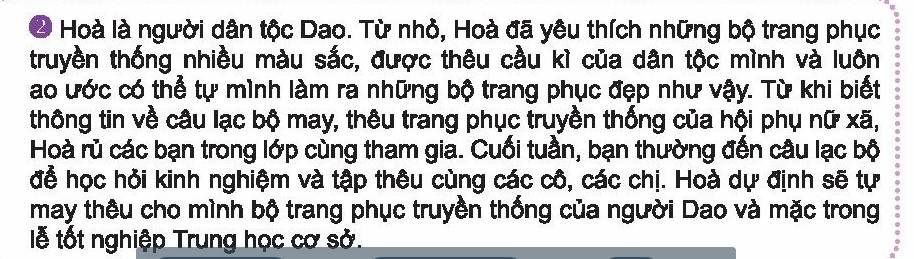 2 Hoà là người dân tộc Dao. Từ nhỏ, Hoà đã yêu thích những bộ trang phục
truyền thống nhiều màu sắc, được thêu cầu kì của dân tộc mình và luôn
ao ước có thể tự mình làm ra những bộ trang phục đẹp như vậy. Từ khi biết
thông tin về câu lạc bộ may, thêu trang phục truyền thống của hội phụ nữ xã,
Hoà rủ các bạn trong lớp cùng tham gia. Cuối tuần, bạn thường đến câu lạc bộ
để học hỏi kinh nghiệm và tập thêu cùng các cô, các chị. Hoà dự định sẽ tự
may thêu cho mình bộ trang phục truyền thống của người Dao và mặc trong
lễ tốt nghiệp Trung học cơ sở.